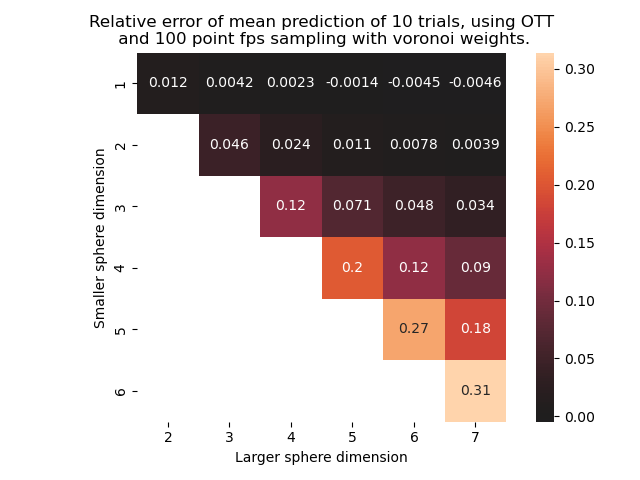 Relative error of mean prediction of 10 trials, using OTT
and 100 point fps sampling with voronoi weights.
Smaller sphere dimension
1 0.012 0.0042 0.0023 -0.0014 -0.0045 -0.0046
2 0.046 0.024 0.011 0.0078 0.0039
3 0.12 0.071 0.048 0.034
4 0.2 0.12 0.09
5 0.27 0.18
6 0.31
2 3 4 5 6 7
Larger sphere dimension
0.30
0.25
0.20
0.15
0.10
0.05
0.00